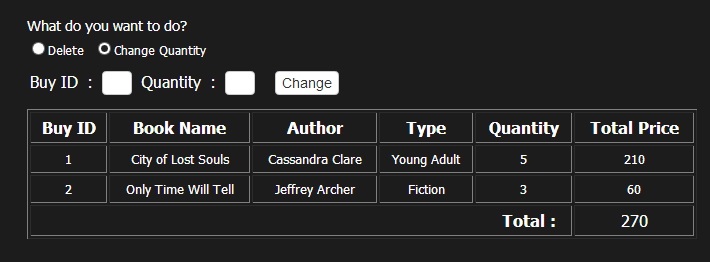 What do you want to do?
Delete Change Quantity
Buy ID : Quantity : Change
Buy ID Book Name Author Type Quantity Total Price
1 City of Lost Souls Cassandra Clare Young Adult 5 210
2 Only Time Will Tell Jeffrey Archer Fiction 3 60
Total : 270